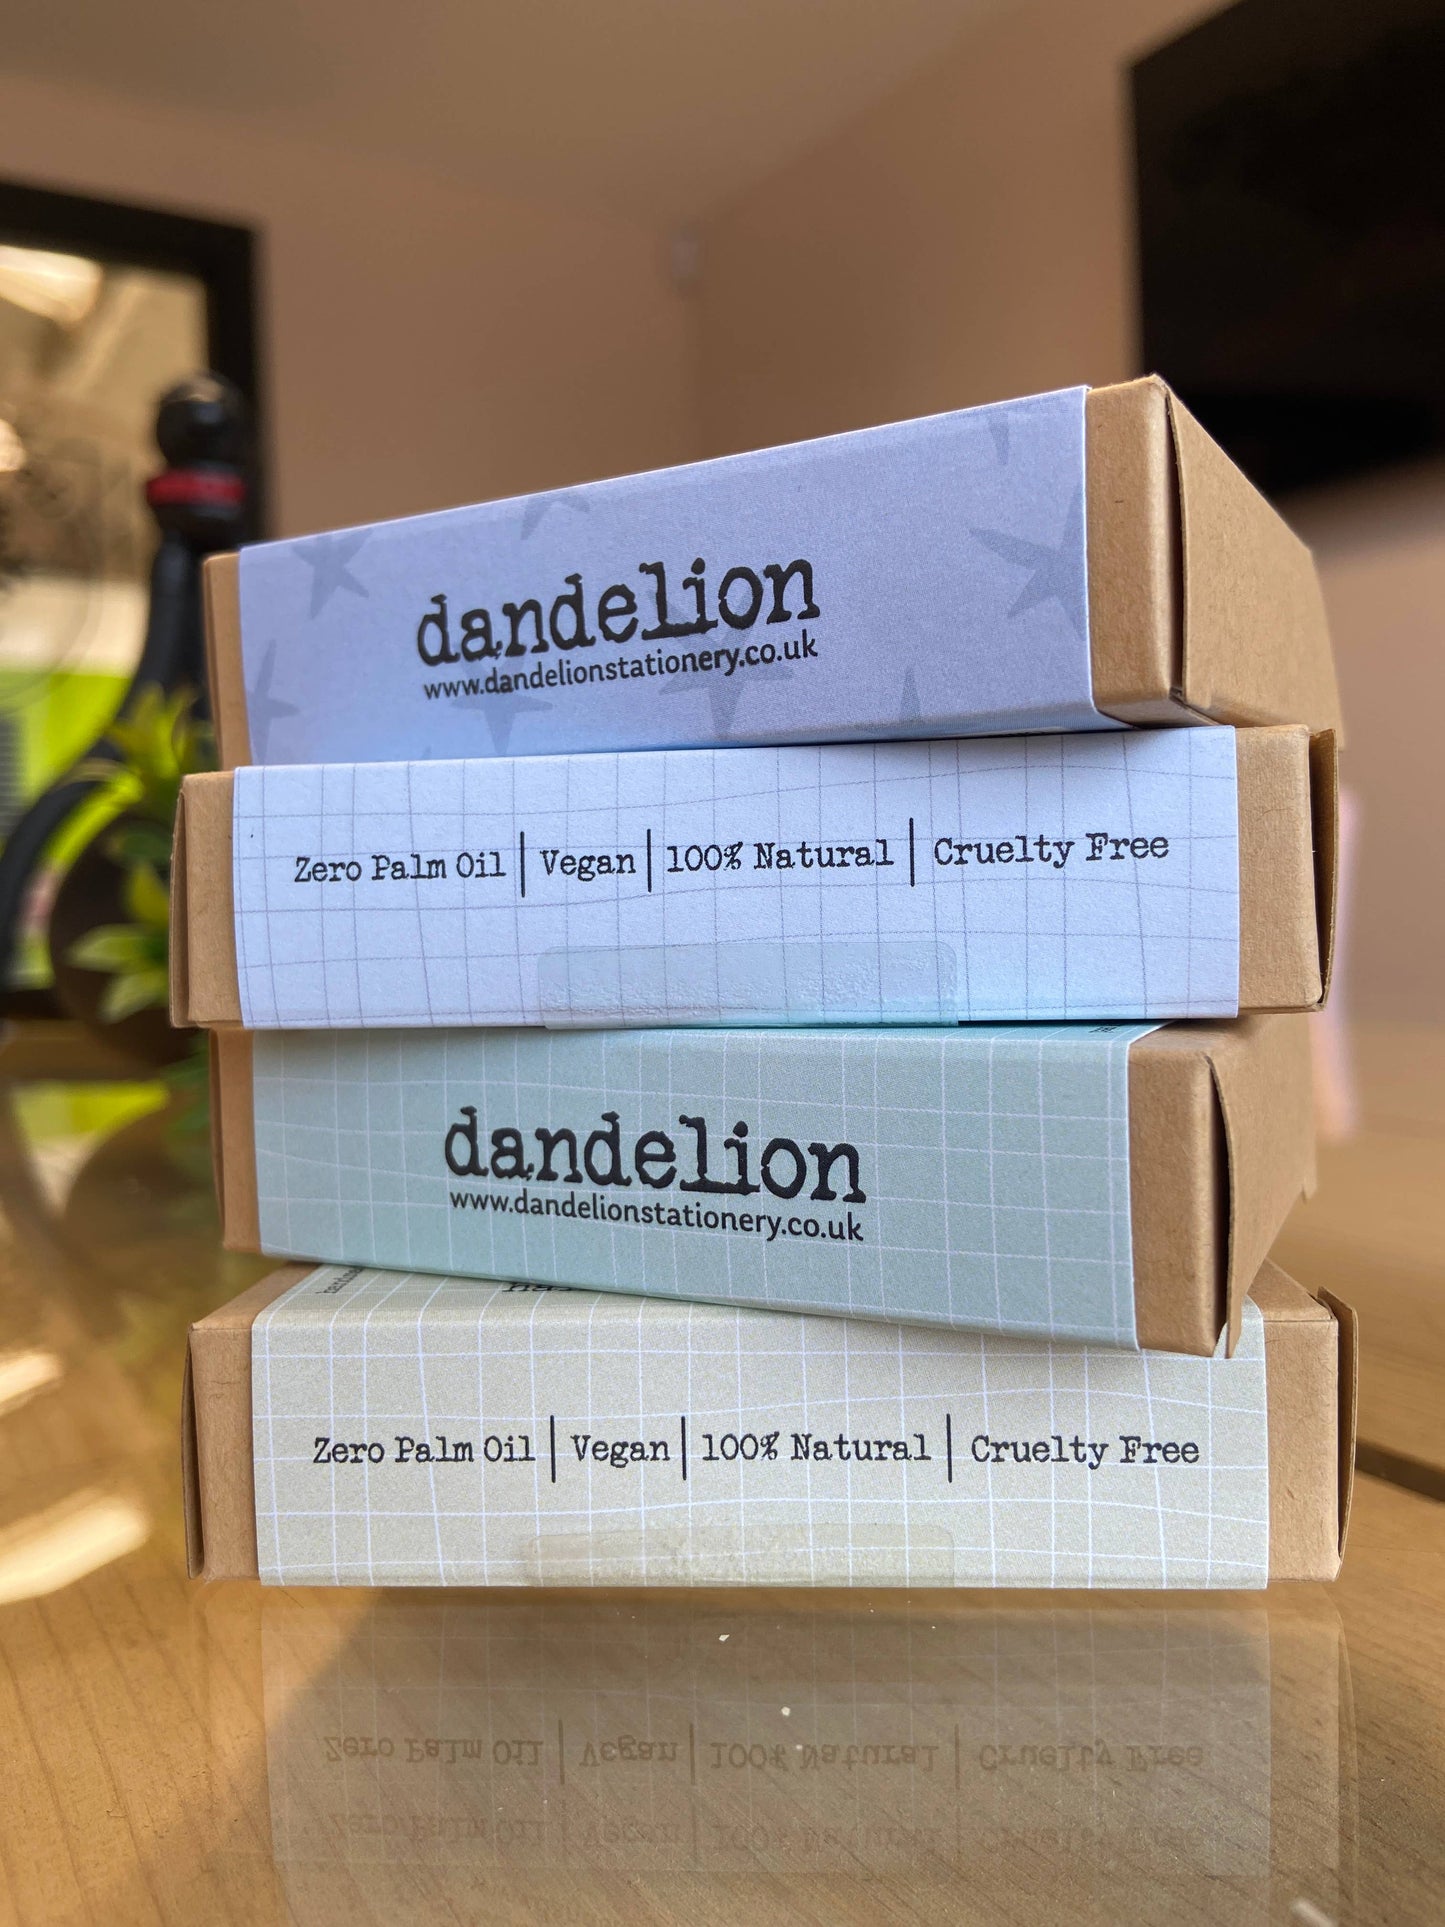 dandelion
www.dandelionstationery.co.uk
Zero Palm Oil | Vegan | 100% Natural | Cruelty Free
dandelion
www.dandelionstationery.co.uk
Zero Palm Oil | Vegan | 100% Natural | Cruelty Free